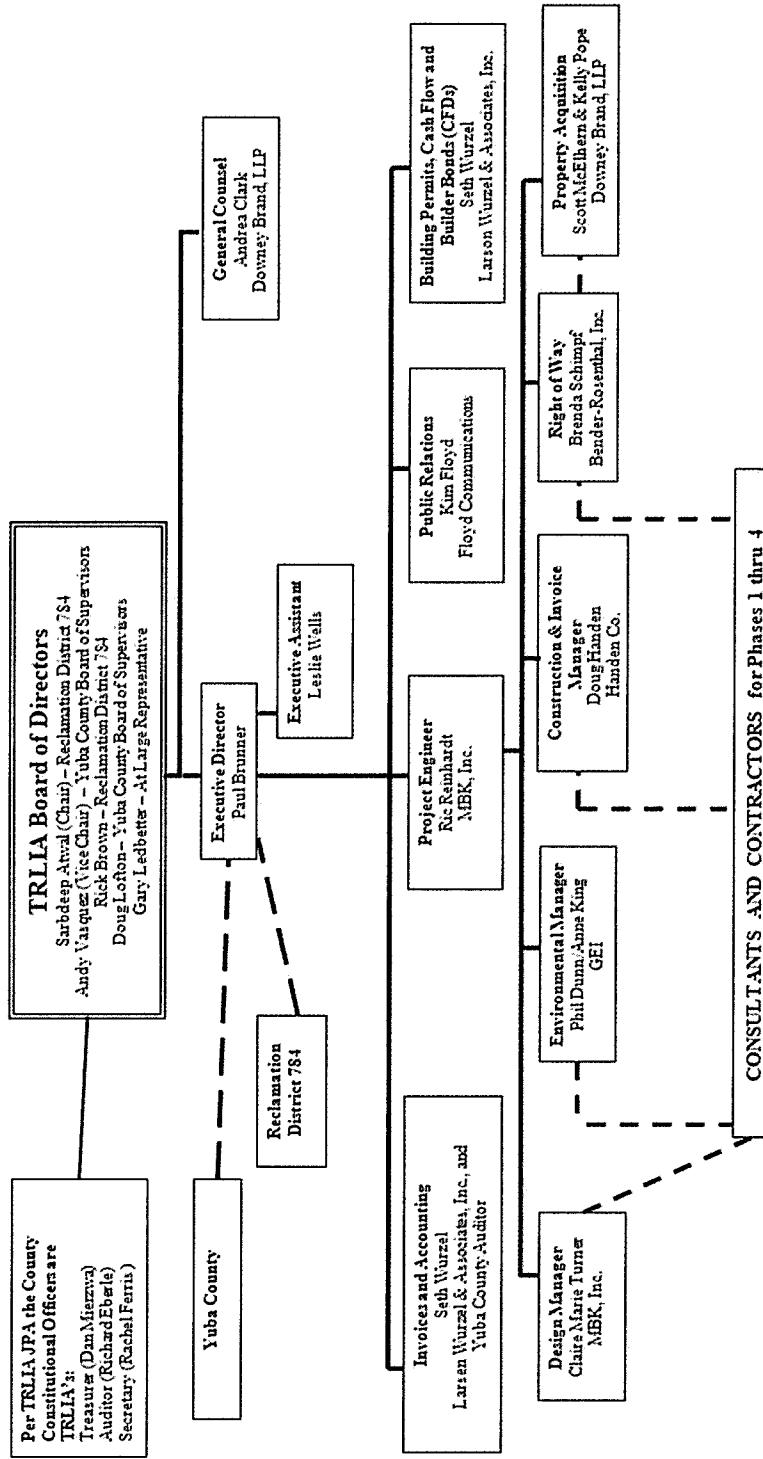 TRLIA Board of Directors
Sarbdeep Atwal (Chair) – Reclamation District 784
Andy Vasquez (Vice Chair) – Yuba County Board of Supervisors
Rick Brown – Reclamation District 784
Doug Lofton – Yuba County Board of Supervisors
Gary Ledbetter – At Large Representative
Per TRLIA JPA the County
Constitutional Officers are
TRLIA's:
Treasurer (Dan Mierzwa)
Auditor (Richard Eberle)
Secretary (Rachel Ferris)
General Counsel
Andrea Clark
Downey Brand, LLP
Executive Director
Paul Brunner
Yuba County
Executive Assistant
Leslie Wells
Reclamation
District 784
Invoices and Accounting
Seth Wurzel
Larsen Wurzel & Associates, Inc., and
Yuba County Auditor
Project Engineer
Ric Reinhardt
MBK, Inc.
Public Relations
Kim Floyd
Floyd Communications
Building Permits, Cash Flow and
Builder Bonds (CFDs)
Seth Wurzel
Larson Wurzel & Associates, Inc.
Design Manager
Claire Marie Turner
MBK, Inc.
Environmental Manager
Phil Dunn/Anne King
GEI
Construction & Invoice
Manager
Doug Handen
Handen Co.
Right of Way
Brenda Schimpf
Bender-Rosenthal, Inc.
Property Acquisition
Scott McElhern & Kelly Pope
Downey Brand, LLP
CONSULTANTS AND CONTRACTORS for Phases 1 thru 4